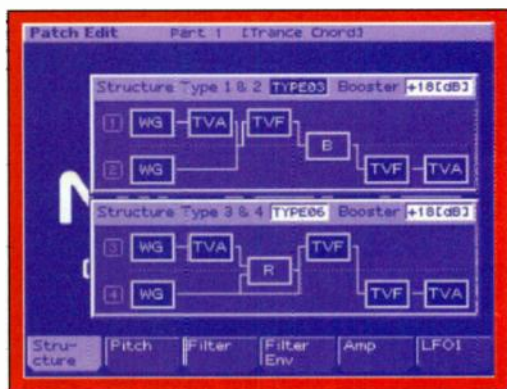 Patch Edit Part 1 [Trance Chord]
Structure Type 1 & 2 TYPE03 Booster +18[dB]
1 WG TVA TVF
B
2 WG TVF TVA
Structure Type 3 & 4 TYPE06 Booster +18[dB]
3 WG TVA TVF
R
4 WG TVF TVA
Stru-
cture Pitch Filter Filter
Env Amp LFO1